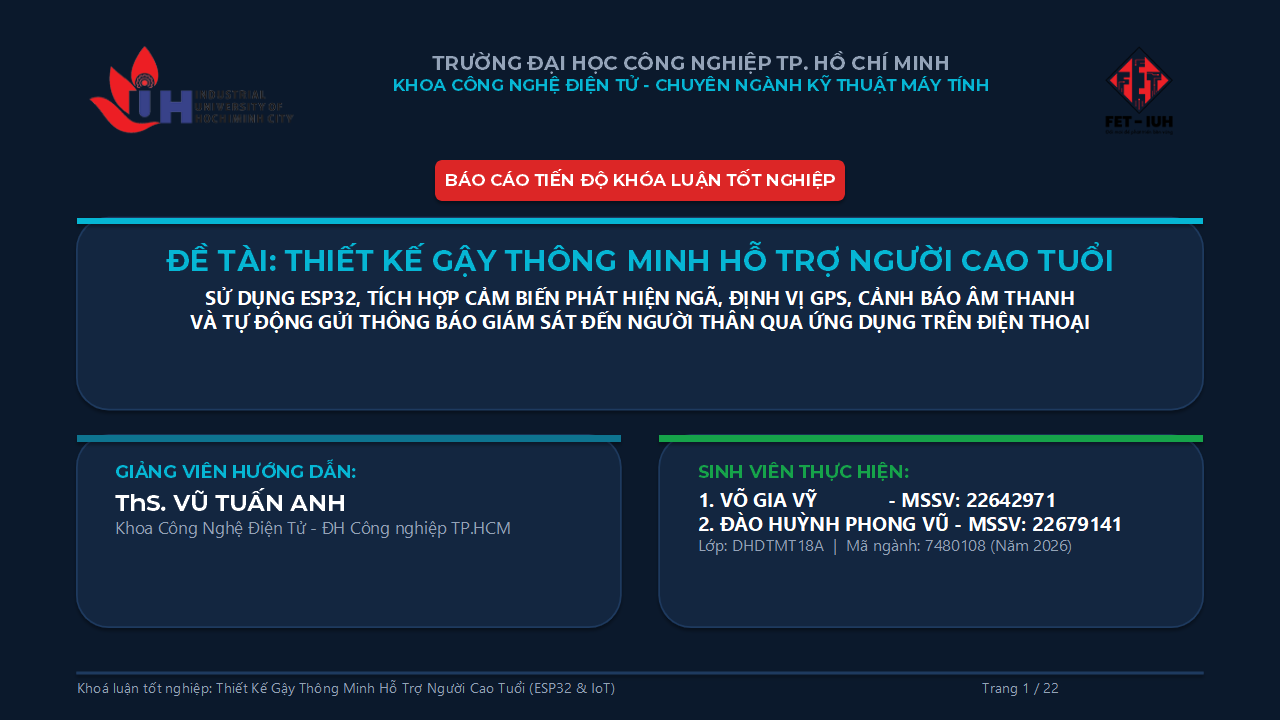 INDUSTRIAL
UNIVERSITY OF
HOCHIMINH CITY
TRƯỜNG ĐẠI HỌC CÔNG NGHIỆP TP. HỒ CHÍ MINH
KHOA CÔNG NGHỆ ĐIỆN TỬ - CHUYÊN NGÀNH KỸ THUẬT MÁY TÍNH
FET - IUH
BÁO CÁO TIẾN ĐỘ KHÓA LUẬN TỐT NGHIỆP
ĐỀ TÀI: THIẾT KẾ GẬY THÔNG MINH HỖ TRỢ NGƯỜI CAO TUỔI
SỬ DỤNG ESP32, TÍCH HỢP CẢM BIẾN PHÁT HIỆN NGÃ, ĐỊNH VỊ GPS, CẢNH BÁO ÂM THANH
VÀ TỰ ĐỘNG GỬI THÔNG BÁO GIÁM SÁT ĐẾN NGƯỜI THÂN QUA ỨNG DỤNG TRÊN ĐIỆN THOẠI
GIẢNG VIÊN HƯỚNG DẪN:
ThS. VŨ TUẤN ANH
Khoa Công Nghệ Điện Tử - ĐH Công nghiệp TP.HCM
SINH VIÊN THỰC HIỆN:
1. VÕ GIA VỸ - MSSV: 22642971
2. ĐÀO HUỲNH PHONG VŨ - MSSV: 22679141
Lớp: DHDTMT18A | Mã ngành: 7480108 (Năm 2026)
Khoá luận tốt nghiệp: Thiết Kế Gậy Thông Minh Hỗ Trợ Người Cao Tuổi (ESP32 & IoT)
Trang 1 / 22